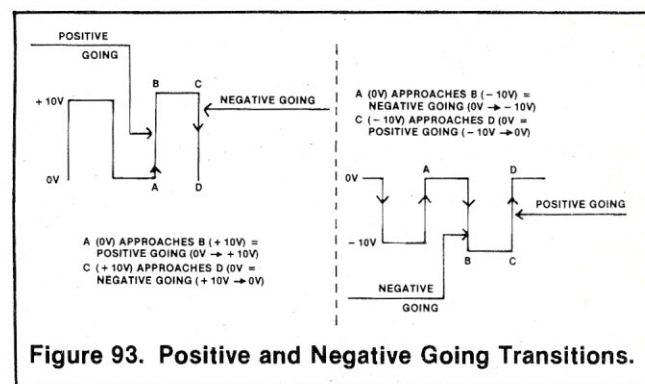 POSITIVE
GOING
B
C
+ 10V
NEGATIVE GOING
0V
A
D
A (0V) APPROACHES B (+ 10V) =
POSITIVE GOING (0V → + 10V)
C (+ 10V) APPROACHES D (0V =
NEGATIVE GOING (+ 10V → 0V)
A (0V) APPROACHES B (– 10V) =
NEGATIVE GOING (0V → – 10V)
C (– 10V) APPROACHES D (0V =
POSITIVE GOING (– 10V → 0V)
0V
A
D
POSITIVE GOING
– 10V
B
C
NEGATIVE
GOING
Figure 93. Positive and Negative Going Transitions.